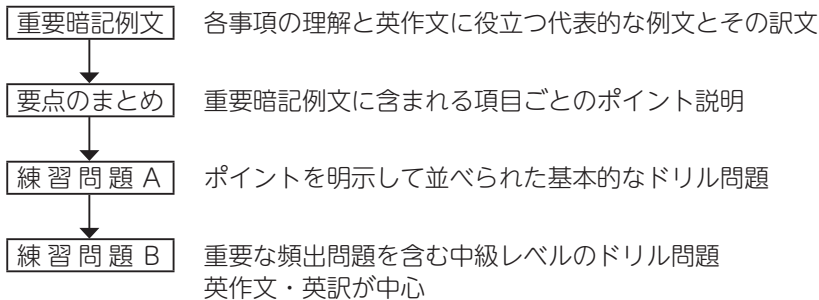 重要暗記例文 各事項の理解と英作文に役立つ代表的な例文とその訳文
要点のまとめ 重要暗記例文に含まれる項目ごとのポイント説明
練習問題 A ポイントを明示して並べられた基本的なドリル問題
練習問題 B 重要な頻出問題を含む中級レベルのドリル問題
英作文・英訳が中心